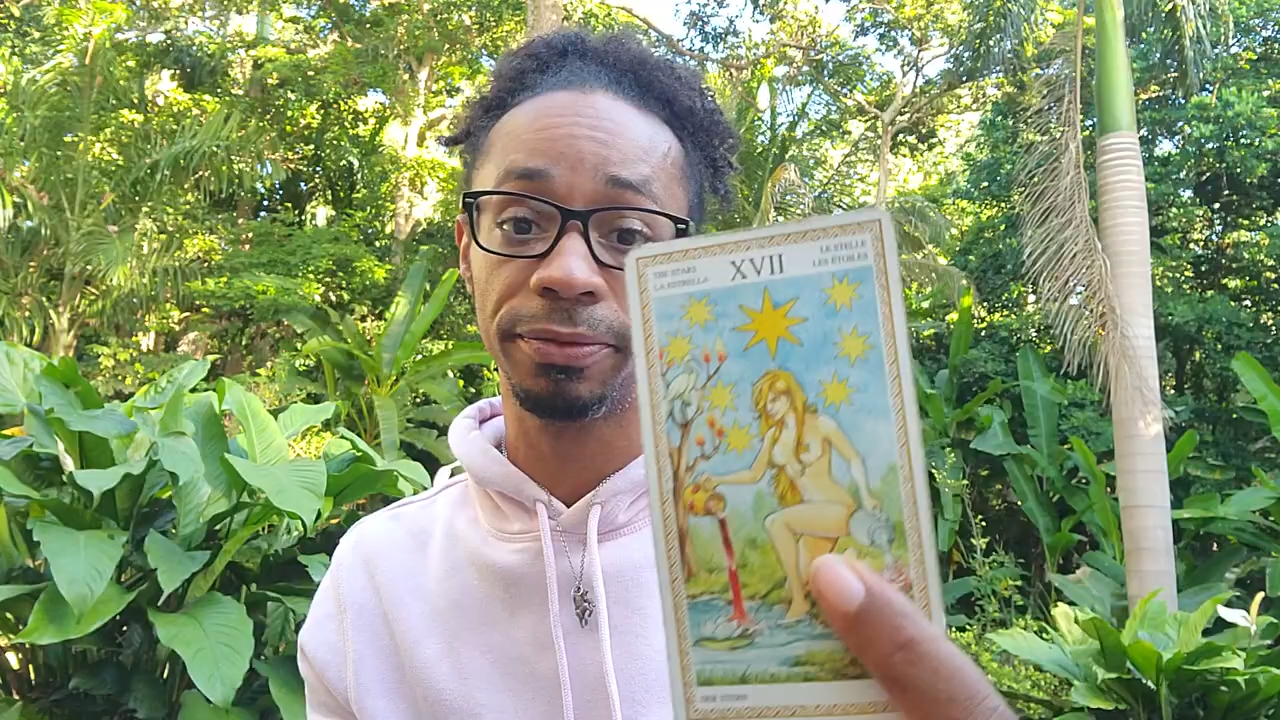 THE STARS
LA ESTRELLA
XVII
LE STELLE
LES ÉTOILES